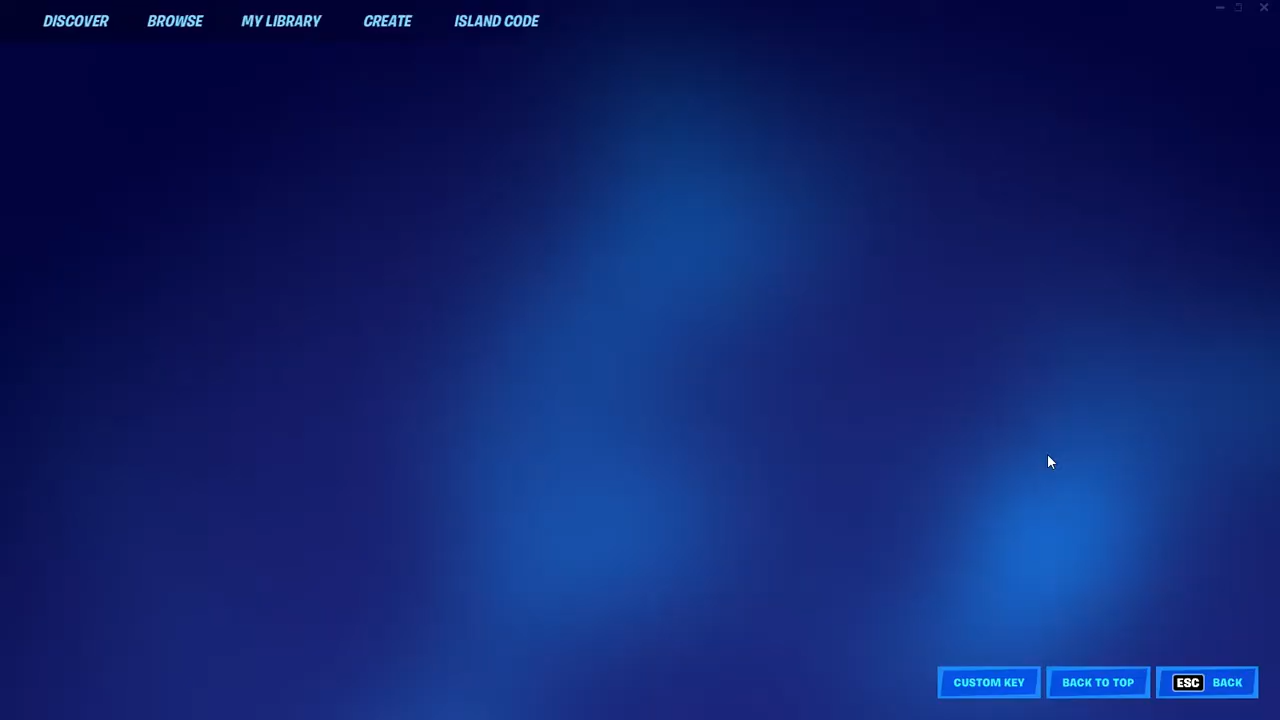 DISCOVER BROWSE MY LIBRARY CREATE ISLAND CODE
CUSTOM KEY BACK TO TOP ESC BACK